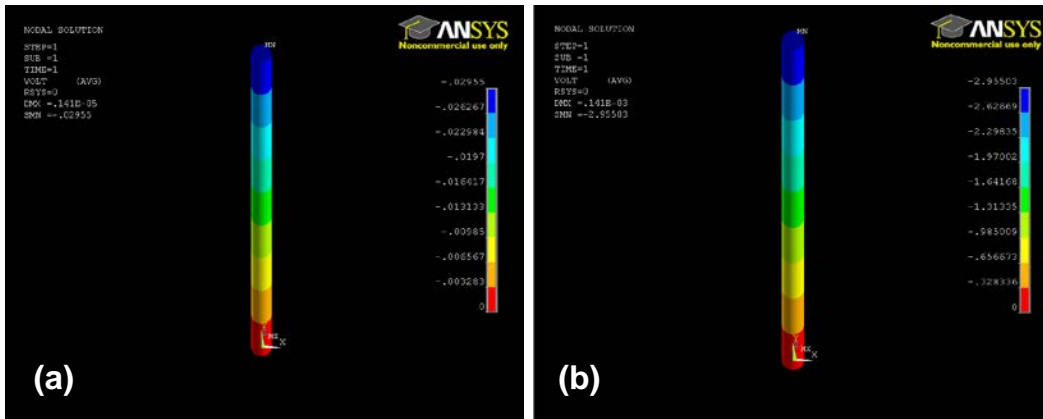 NODAL SOLUTION
STEP=1
SUB =1
TIME=1
VOLT (AVG)
RSYS=0
DMX =.141E-05
SMN =-.02955
MN
ANSYS
Noncommercial use only
-.02955
-.026267
-.022984
-.0197
-.016417
-.013133
-.00985
-.006567
-.003283
0
Z
MX
X
(a)
NODAL SOLUTION
STEP=1
SUB =1
TIME=1
VOLT (AVG)
RSYS=0
DMX =.141E-03
SMN =-2.95503
MN
ANSYS
Noncommercial use only
-2.95503
-2.62669
-2.29835
-1.97002
-1.64168
-1.31335
-.985009
-.656673
-.328336
0
MX
X
(b)